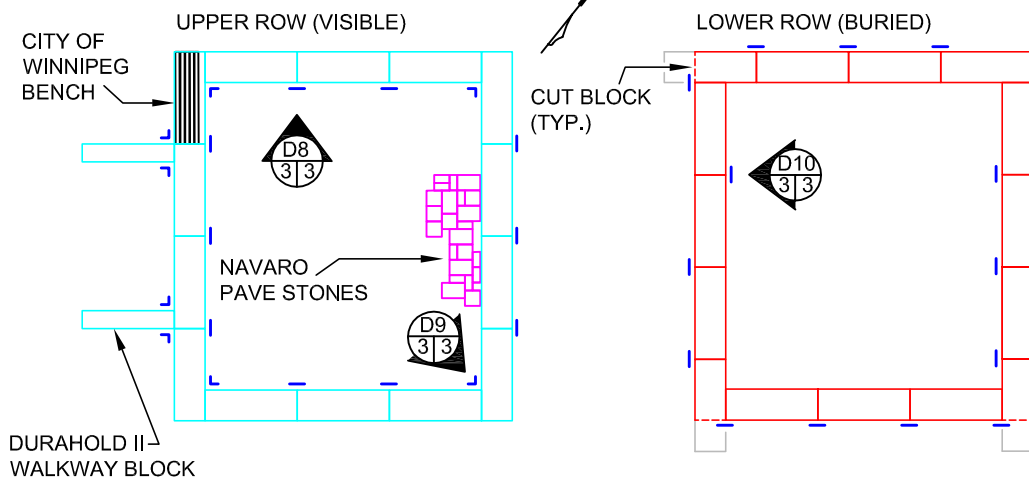 UPPER ROW (VISIBLE)
LOWER ROW (BURIED)
CITY OF
WINNIPEG
BENCH
CUT BLOCK
(TYP.)
D8
3 3
D10
3 3
NAVARO
PAVE STONES
D9
3 3
DURAHOLD II
WALKWAY BLOCK